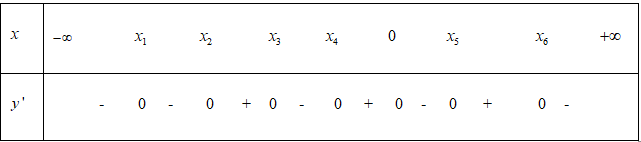 x −∞ x₁ x₂ x₃ x₄ 0 x₅ x₆ +∞
y' - 0 - 0 + 0 - 0 + 0 - 0 + 0 -